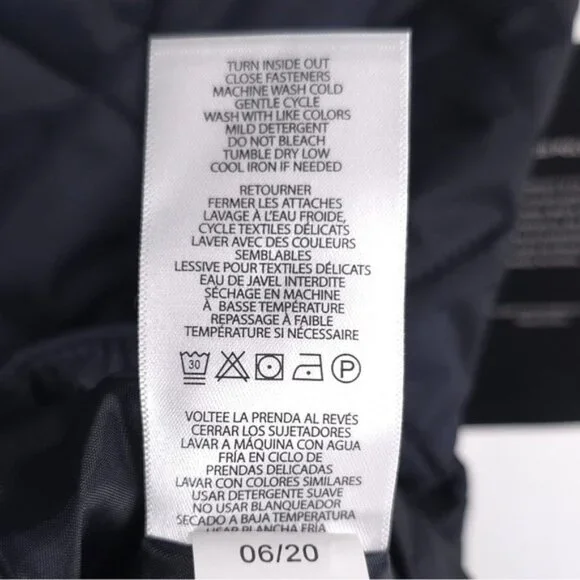 TURN INSIDE OUT
CLOSE FASTENERS
MACHINE WASH COLD
GENTLE CYCLE
WASH WITH LIKE COLORS
MILD DETERGENT
DO NOT BLEACH
TUMBLE DRY LOW
COOL IRON IF NEEDED
RETOURNER
FERMER LES ATTACHES
LAVAGE À L'EAU FROIDE,
CYCLE TEXTILES DÉLICATS
LAVER AVEC DES COULEURS
SEMBLABLES
LESSIVE POUR TEXTILES DÉLICATS
EAU DE JAVEL INTERDITE
SÉCHAGE EN MACHINE
À BASSE TEMPÉRATURE
REPASSAGE À FAIBLE
TEMPÉRATURE SI NÉCESSAIRE
30 P
VOLTEE LA PRENDA AL REVÉS
CERRAR LOS SUJETADORES
LAVAR A MÁQUINA CON AGUA
FRÍA EN CICLO DE
PRENDAS DELICADAS
LAVAR CON COLORES SIMILARES
USAR DETERGENTE SUAVE
NO USAR BLANQUEADOR
SECADO A BAJA TEMPERATURA
USAR PLANCHA FRÍA
06/20